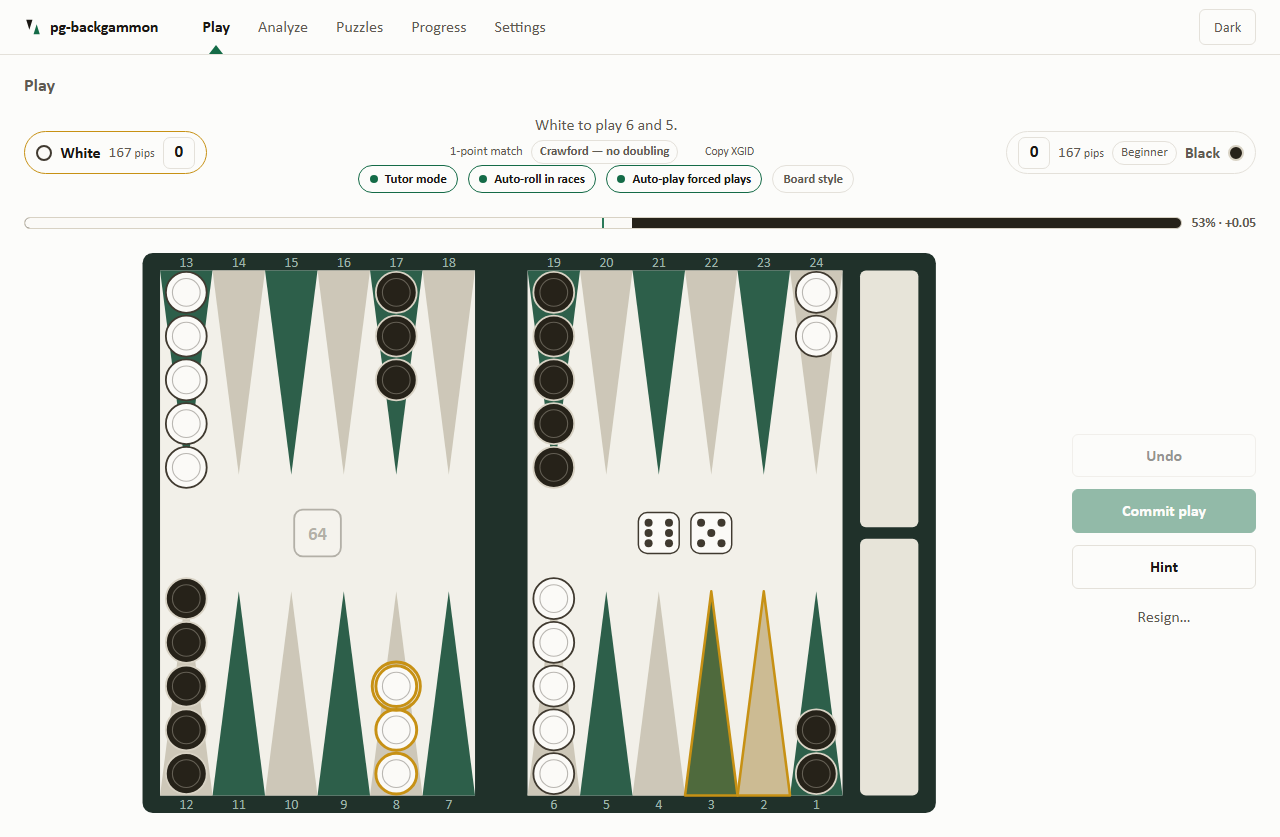 pg-backgammon Play Analyze Puzzles Progress Settings Dark
Play
White to play 6 and 5.
White 167 pips 0
1-point match Crawford — no doubling Copy XGID
0 167 pips Beginner Black
Tutor mode Auto-roll in races Auto-play forced plays Board style
53% · +0.05
13 14 15 16 17 18 19 20 21 22 23 24
64
Undo
Commit play
Hint
Resign...
12 11 10 9 8 7 6 5 4 3 2 1